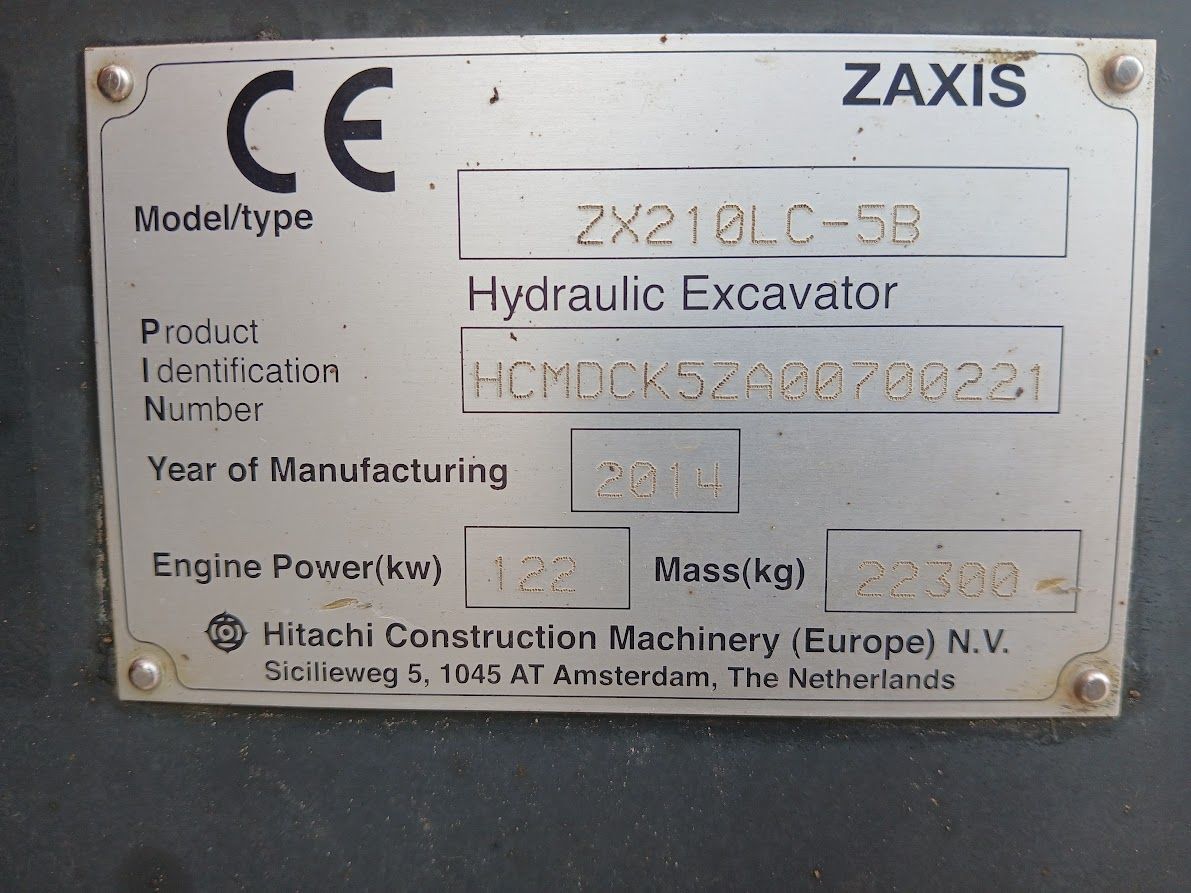 CE ZAXIS
Model/type ZX210LC-5B
Hydraulic Excavator
Product
Identification HCMDCK5ZA00700221
Number
Year of Manufacturing 2014
Engine Power(kw) 122 Mass(kg) 22300
Hitachi Construction Machinery (Europe) N.V.
Sicilieweg 5, 1045 AT Amsterdam, The Netherlands